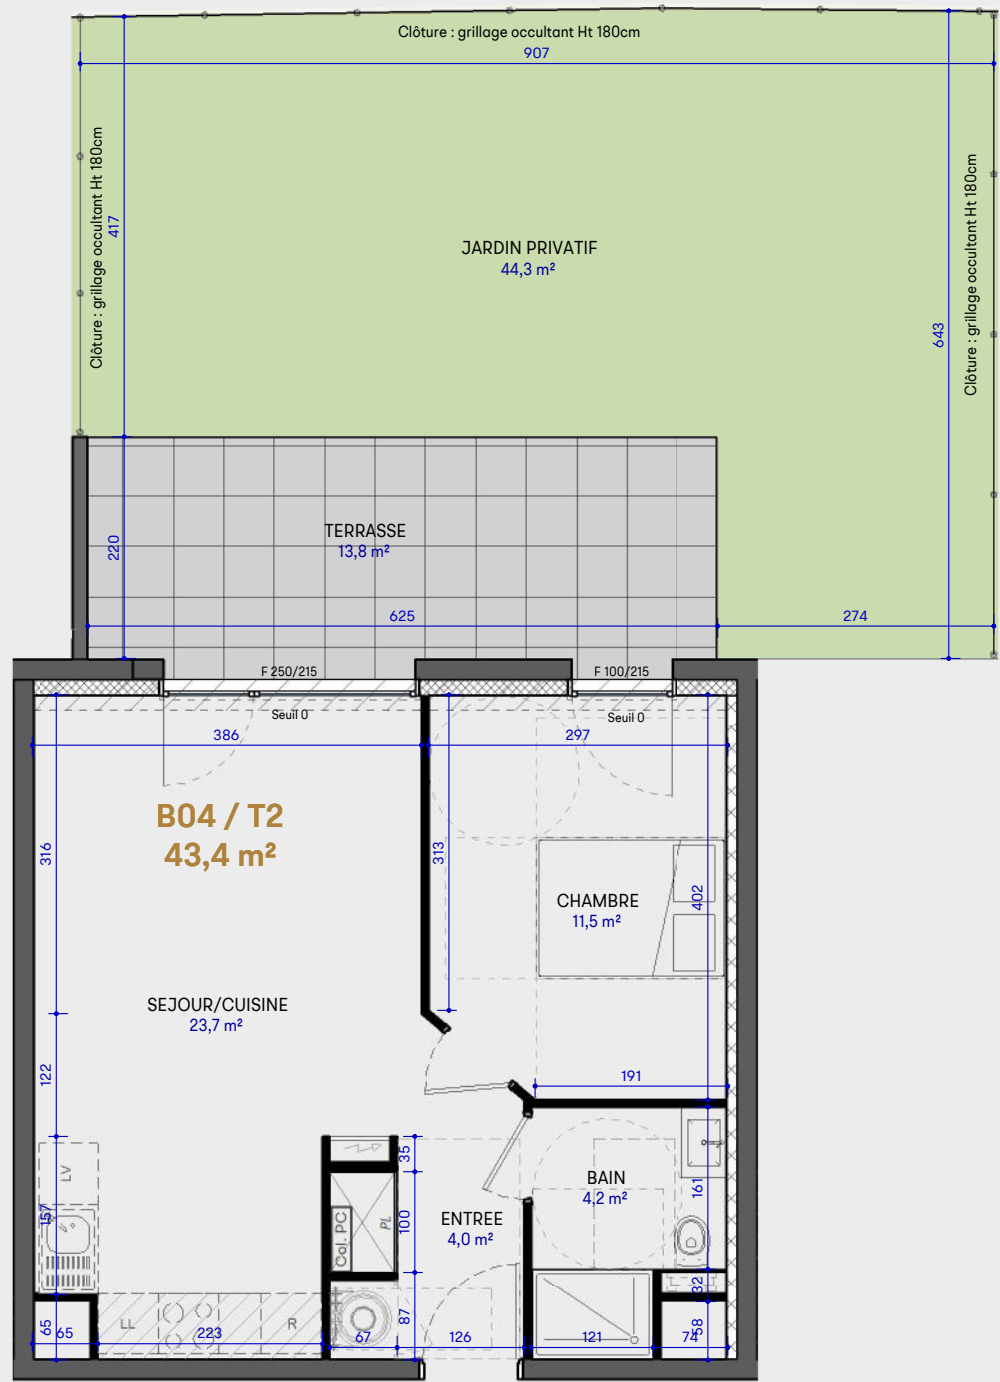 Clôture : grillage occultant Ht 180cm
907
Clôture : grillage occultant Ht 180cm
417
JARDIN PRIVATIF
44,3 m²
643
Clôture : grillage occultant Ht 180cm
TERRASSE
13,8 m²
220
625
274
F 250/215
F 100/215
Seuil 0
Seuil 0
386
297
B04 / T2
43,4 m²
316
313
CHAMBRE
11,5 m²
402
SEJOUR/CUISINE
23,7 m²
122
191
35
LV
BAIN
4,2 m²
161
157
Col. PC
PL
100
ENTREE
4,0 m²
32
65
65
LL
223
R
67
87
126
121
74
58